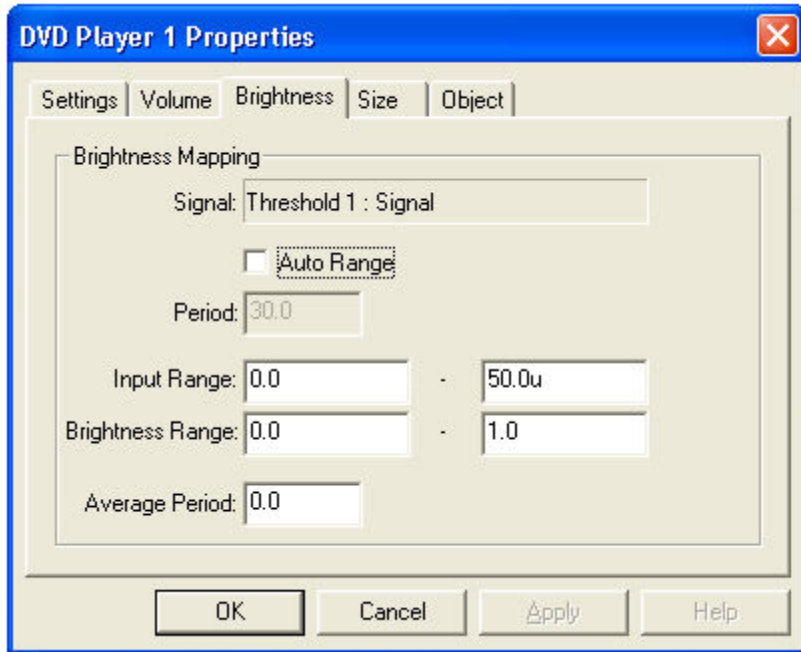 DVD Player 1 Properties
Settings Volume Brightness Size Object
Brightness Mapping
Signal: Threshold 1 : Signal
Auto Range
Period: 30.0
Input Range: 0.0 - 50.0u
Brightness Range: 0.0 - 1.0
Average Period: 0.0
OK Cancel Apply Help